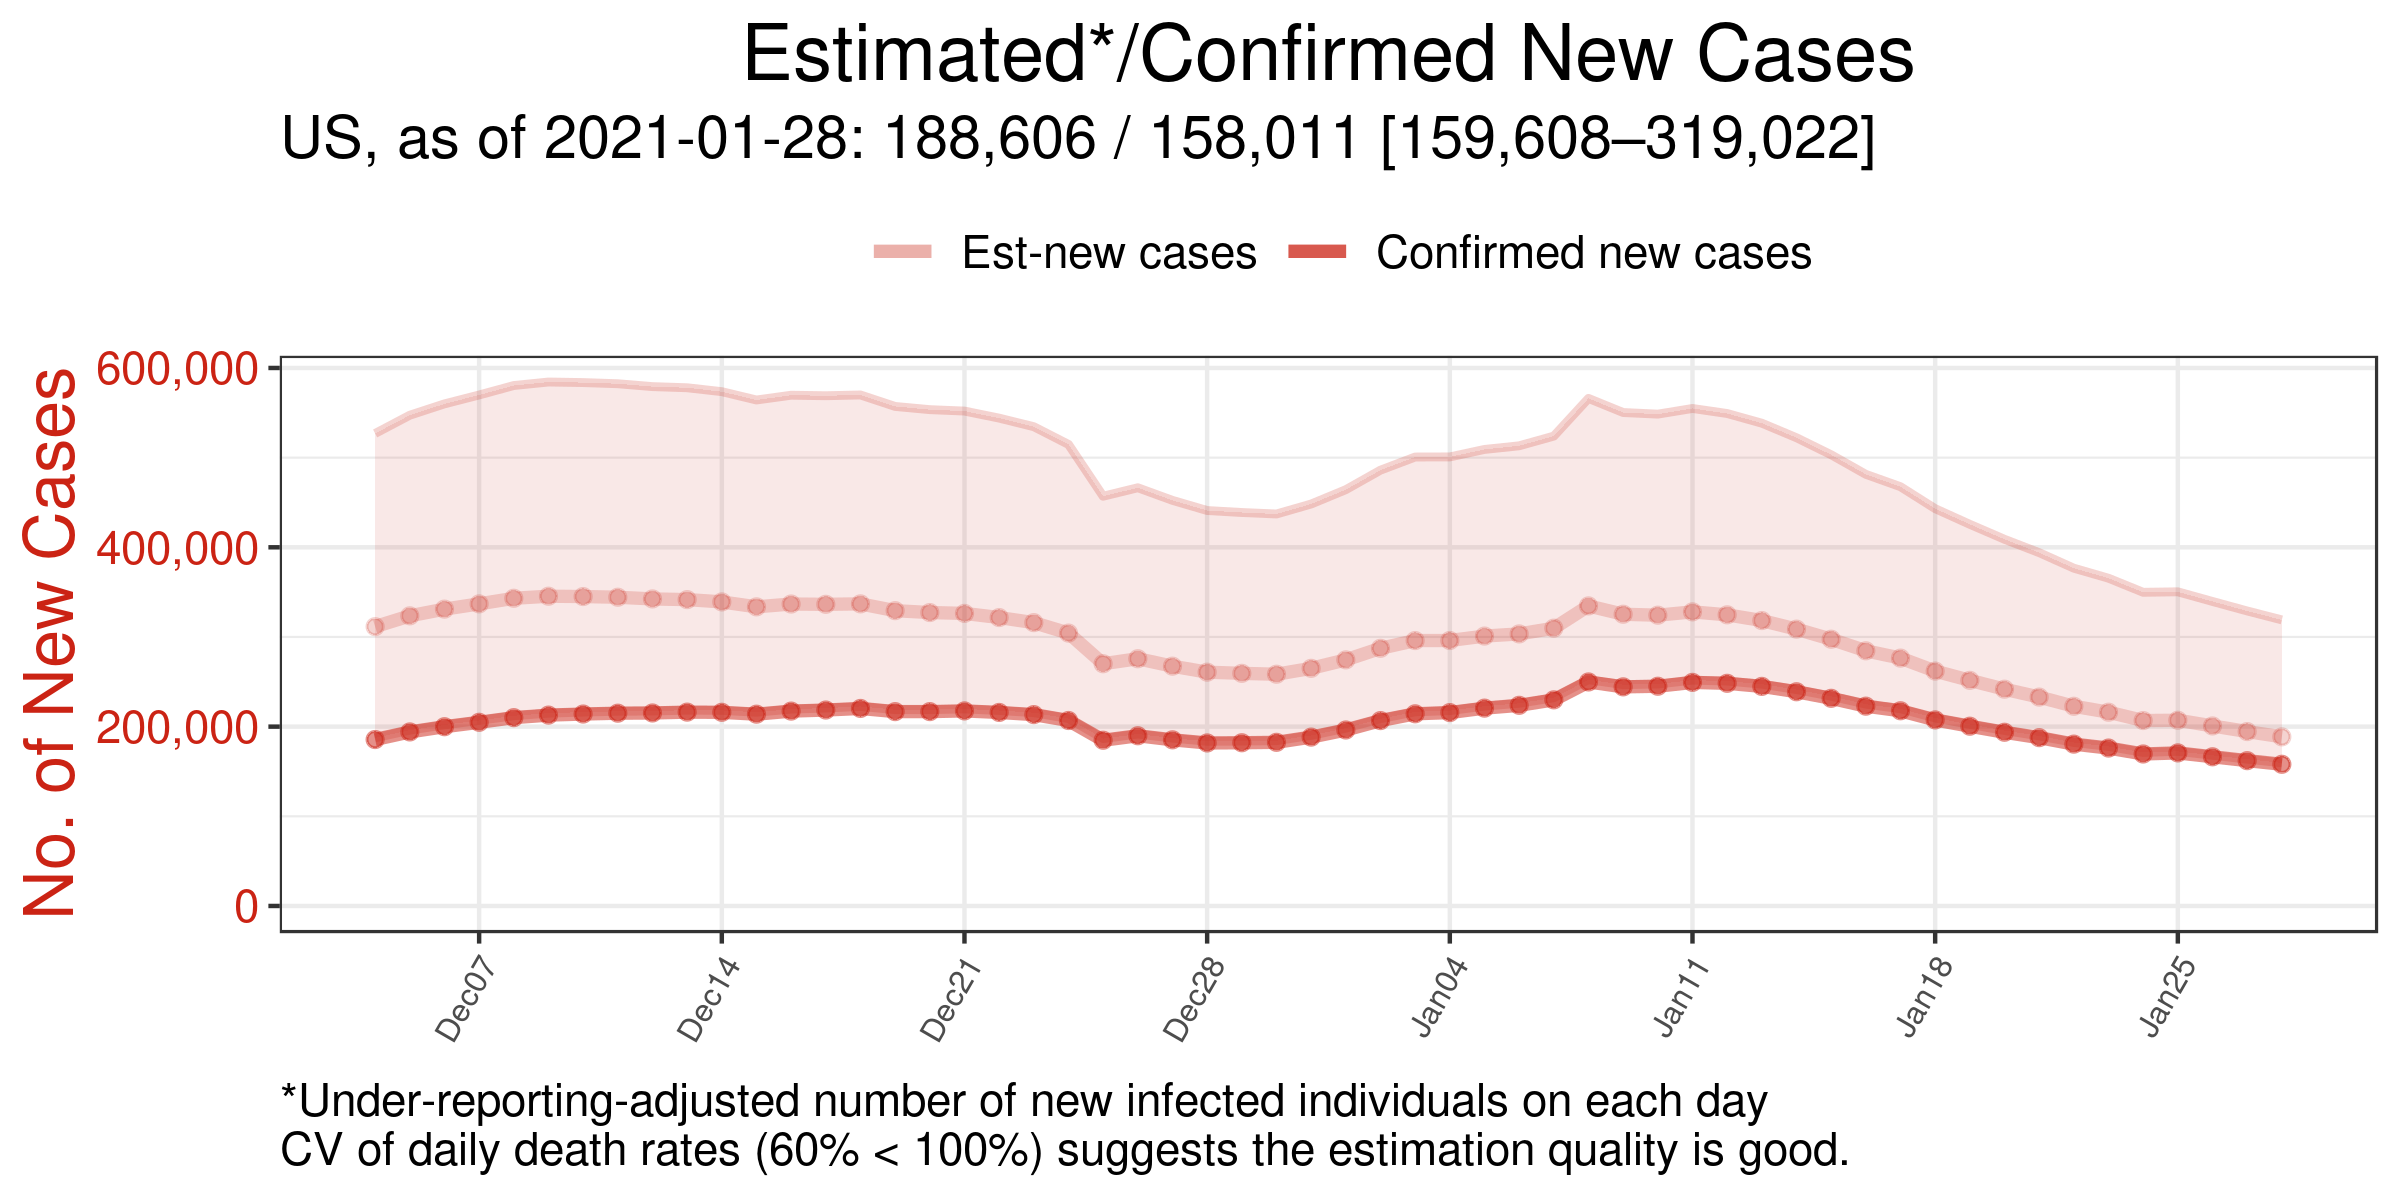 Estimated*/Confirmed New Cases
US, as of 2021-01-28: 188,606 / 158,011 [159,608–319,022]
Est-new cases Confirmed new cases
No. of New Cases
600,000
400,000
200,000
0
Dec07 Dec14 Dec21 Dec28 Jan04 Jan11 Jan18 Jan25
*Under-reporting-adjusted number of new infected individuals on each day
CV of daily death rates (60% < 100%) suggests the estimation quality is good.